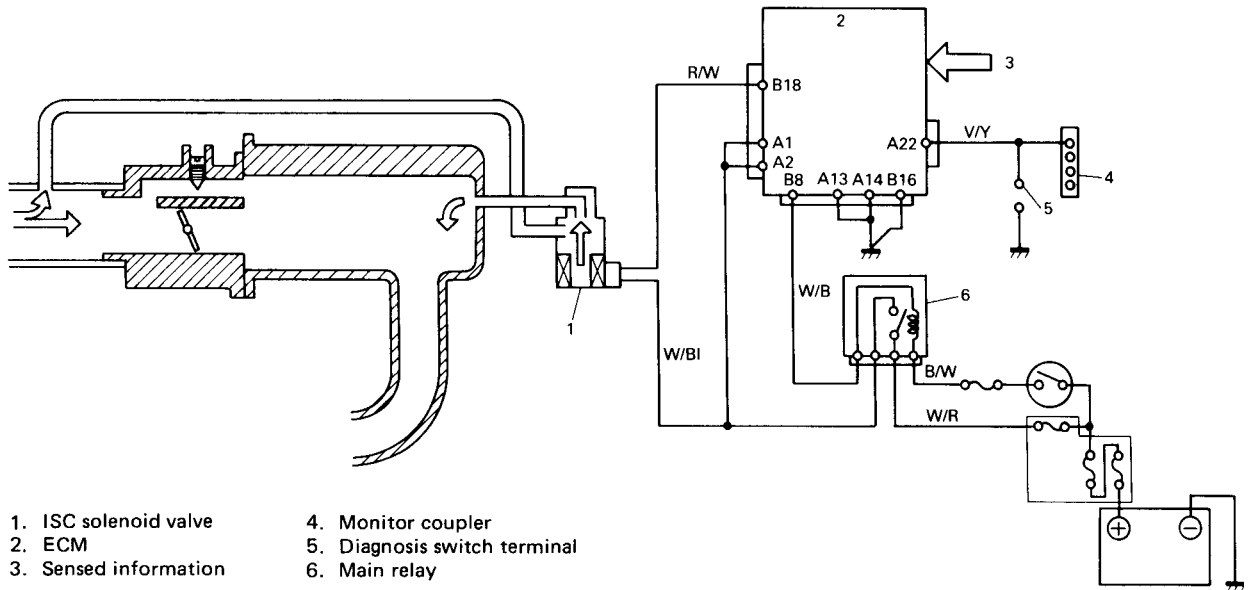 2
3
R/W
B18
A1
A2
A22
V/Y
4
B8
A13
A14
B16
5
W/B
6
1
W/Bl
B/W
W/R
+
−
1. ISC solenoid valve
2. ECM
3. Sensed information
4. Monitor coupler
5. Diagnosis switch terminal
6. Main relay